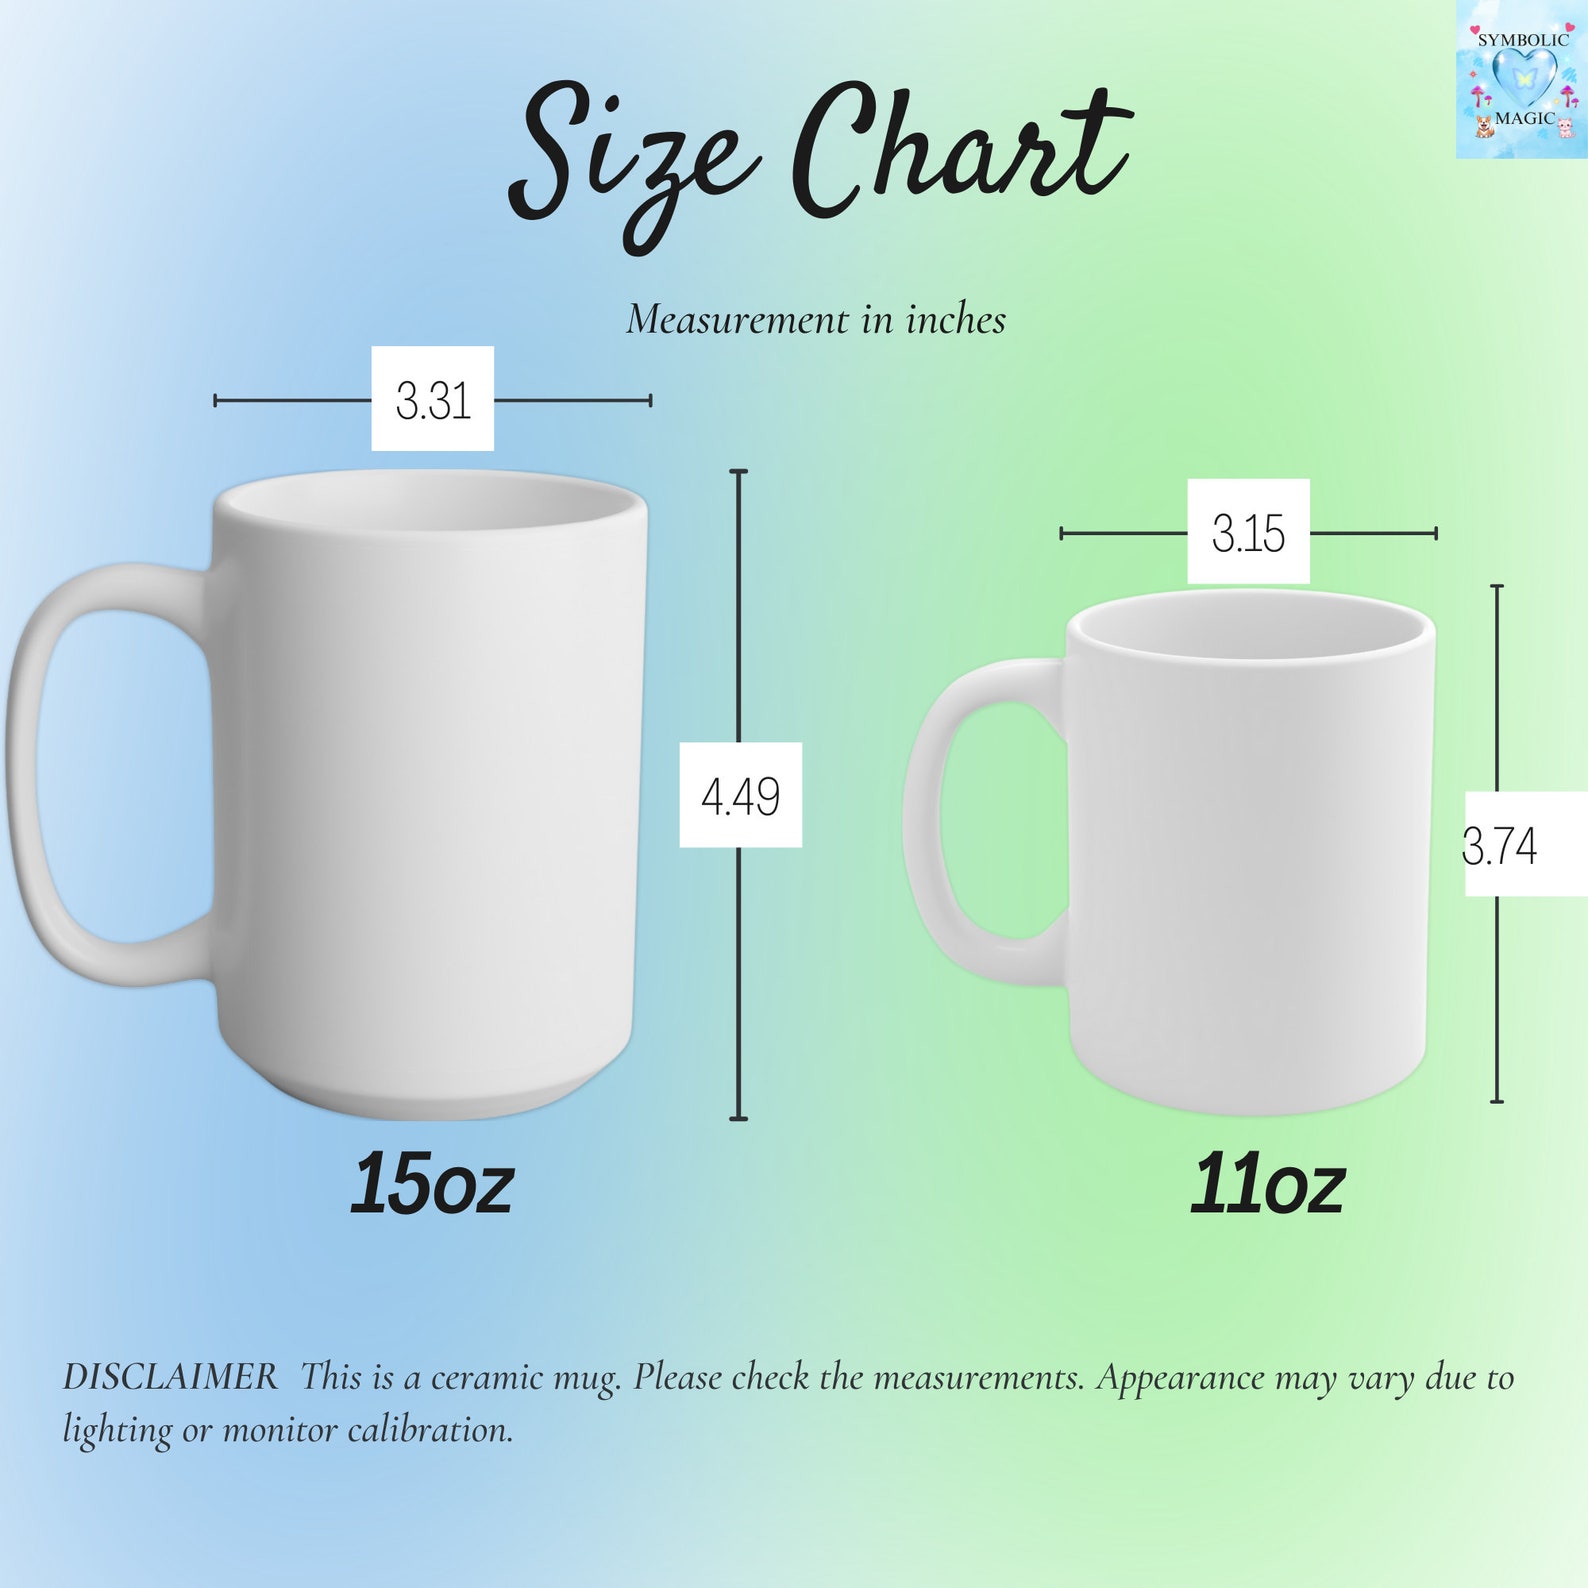 SYMBOLIC
MAGIC
Size Chart
Measurement in inches
3.31
4.49
3.15
3.74
15oz
11oz
DISCLAIMER This is a ceramic mug. Please check the measurements. Appearance may vary due to
lighting or monitor calibration.